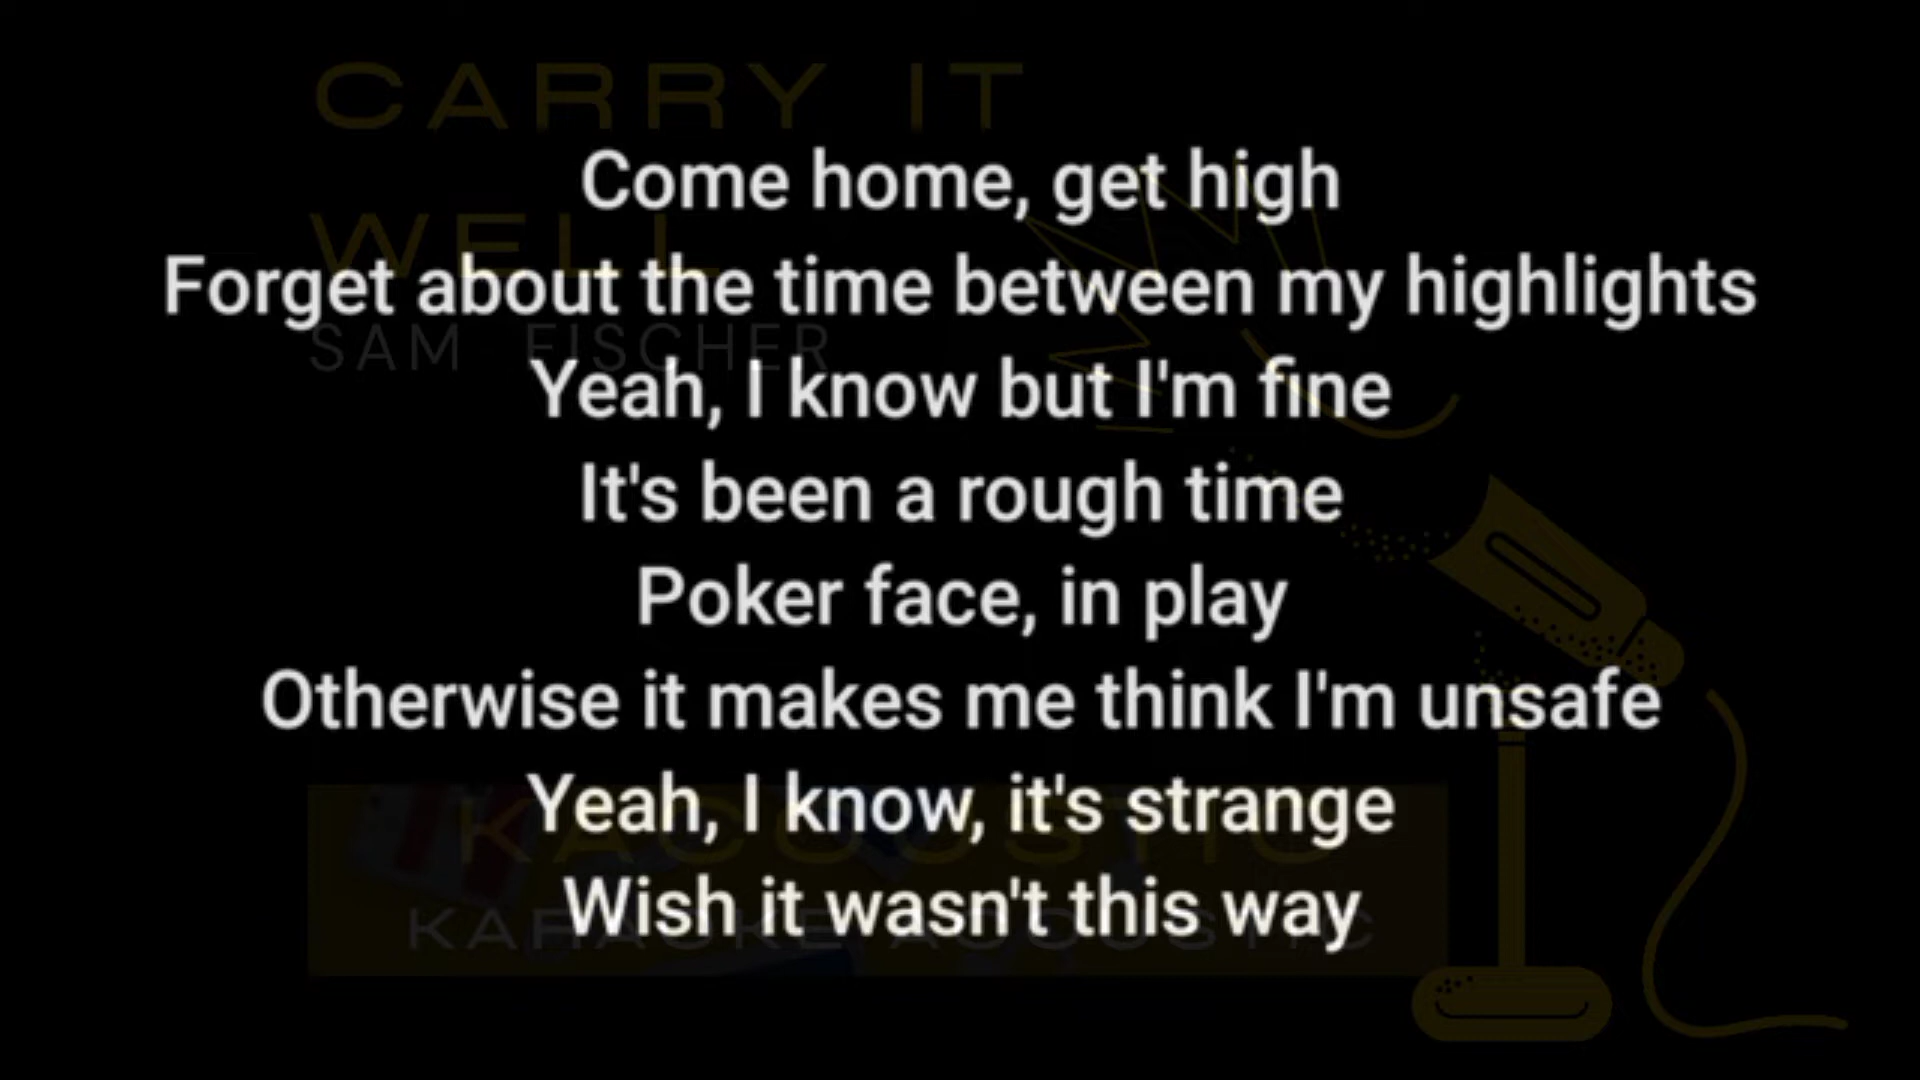 CARRY IT
WELL
SAM FISCHER
Come home, get high
Forget about the time between my highlights
Yeah, I know but I'm fine
It's been a rough time
Poker face, in play
Otherwise it makes me think I'm unsafe
Yeah, I know, it's strange
Wish it wasn't this way
KACOUSTIC
KARAOKE ACOUSTIC